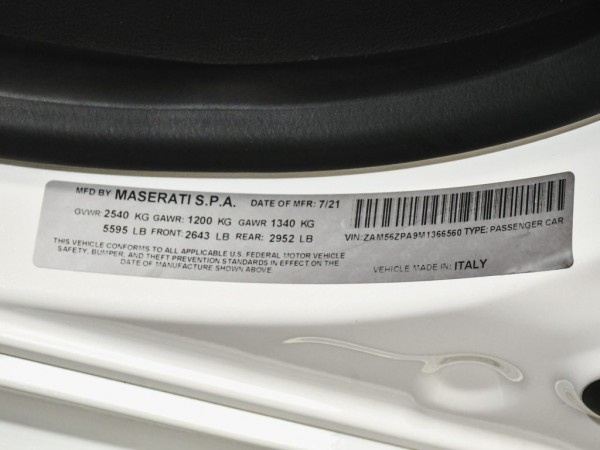 MFD BY MASERATI S.P.A. DATE OF MFR: 7/21
GVWR: 2540 KG GAWR: 1200 KG GAWR 1340 KG
5595 LB FRONT: 2643 LB REAR: 2952 LB
THIS VEHICLE CONFORMS TO ALL APPLICABLE U.S. FEDERAL MOTOR VEHICLE
SAFETY, BUMPER, AND THEFT PREVENTION STANDARDS IN EFFECT ON THE
DATE OF MANUFACTURE SHOWN ABOVE.
VIN: ZAM56ZPA9M1366560 TYPE: PASSENGER CAR
VEHICLE MADE IN: ITALY